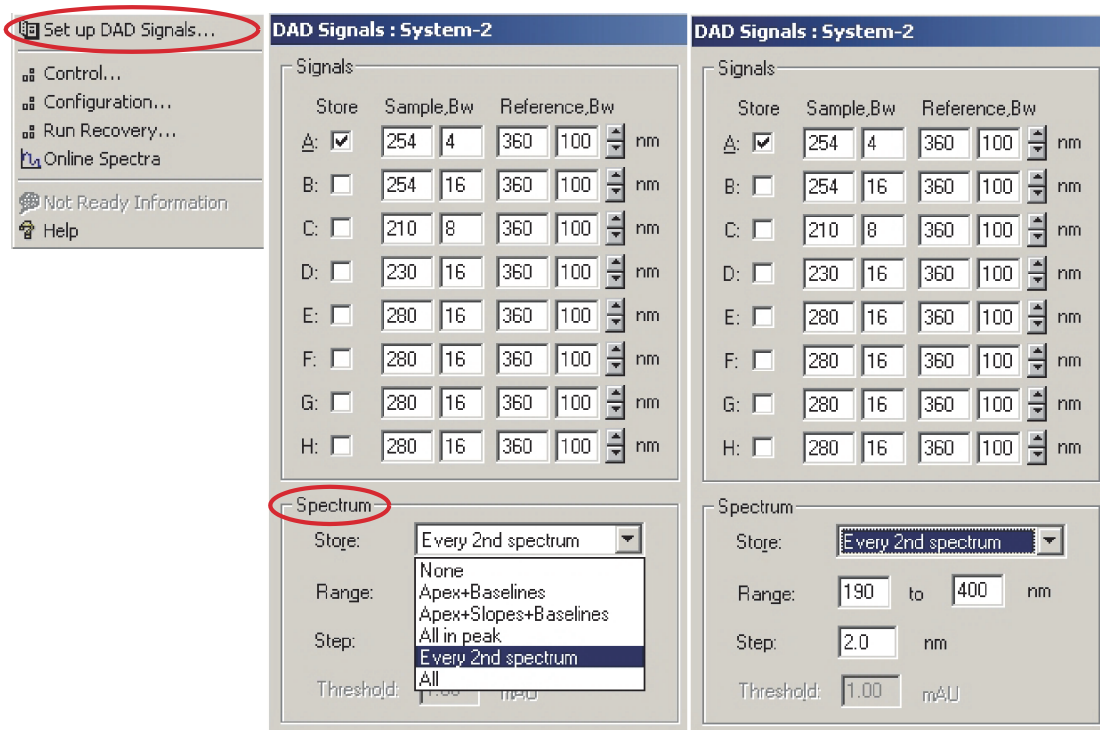 Set up DAD Signals...
Control...
Configuration...
Run Recovery...
Online Spectra
Not Ready Information
Help
DAD Signals : System-2
Signals
Store Sample,Bw Reference,Bw
A: 254 4 360 100 nm
B: 254 16 360 100 nm
C: 210 8 360 100 nm
D: 230 16 360 100 nm
E: 280 16 360 100 nm
F: 280 16 360 100 nm
G: 280 16 360 100 nm
H: 280 16 360 100 nm
Spectrum
Store: Every 2nd spectrum
None
Range: Apex+Baselines
Apex+Slopes+Baselines
Step: All in peak
Every 2nd spectrum
All
Threshold: 1.00 mAU
DAD Signals : System-2
Signals
Store Sample,Bw Reference,Bw
A: 254 4 360 100 nm
B: 254 16 360 100 nm
C: 210 8 360 100 nm
D: 230 16 360 100 nm
E: 280 16 360 100 nm
F: 280 16 360 100 nm
G: 280 16 360 100 nm
H: 280 16 360 100 nm
Spectrum
Store: Every 2nd spectrum
Range: 190 to 400 nm
Step: 2.0 nm
Threshold: 1.00 mAU